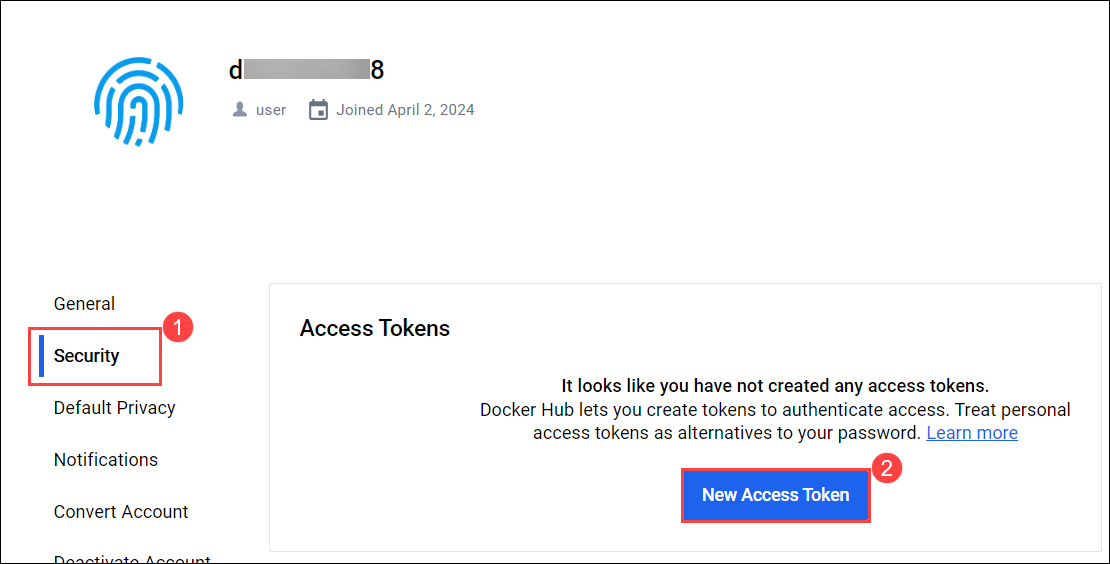 d 8
user Joined April 2, 2024
General
Security
1
Default Privacy
Notifications
Convert Account
Deactivate Account
Access Tokens
It looks like you have not created any access tokens.
Docker Hub lets you create tokens to authenticate access. Treat personal
access tokens as alternatives to your password. Learn more
New Access Token
2